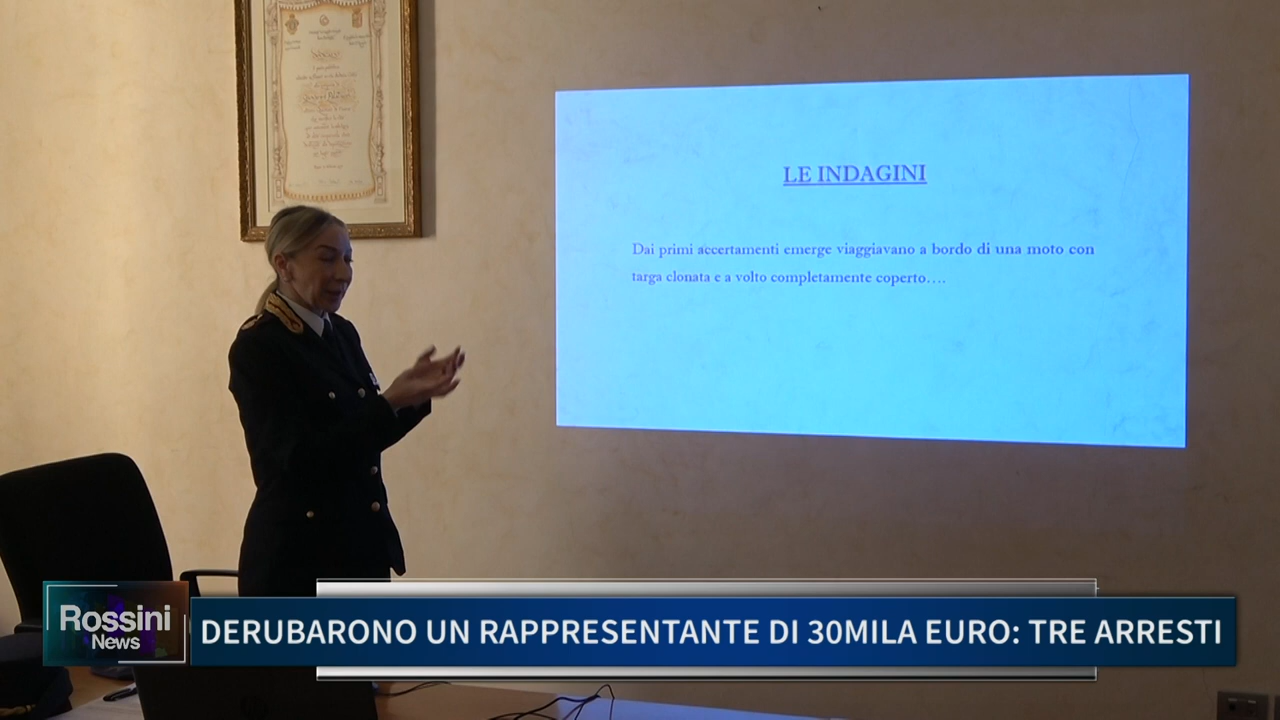 LE INDAGINI
Dai primi accertamenti emerge viaggiavano a bordo di una moto con
targa clonata e a volto completamente coperto….
Rossini
News
DERUBARONO UN RAPPRESENTANTE DI 30MILA EURO: TRE ARRESTI